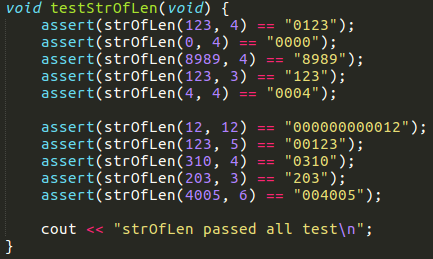 void testStrOfLen(void) {
    assert(strOfLen(123, 4) == "0123");
    assert(strOfLen(0, 4) == "0000");
    assert(strOfLen(8989, 4) == "8989");
    assert(strOfLen(123, 3) == "123");
    assert(strOfLen(4, 4) == "0004");

    assert(strOfLen(12, 12) == "000000000012");
    assert(strOfLen(123, 5) == "00123");
    assert(strOfLen(310, 4) == "0310");
    assert(strOfLen(203, 3) == "203");
    assert(strOfLen(4005, 6) == "004005");

    cout << "strOfLen passed all test\n";
}